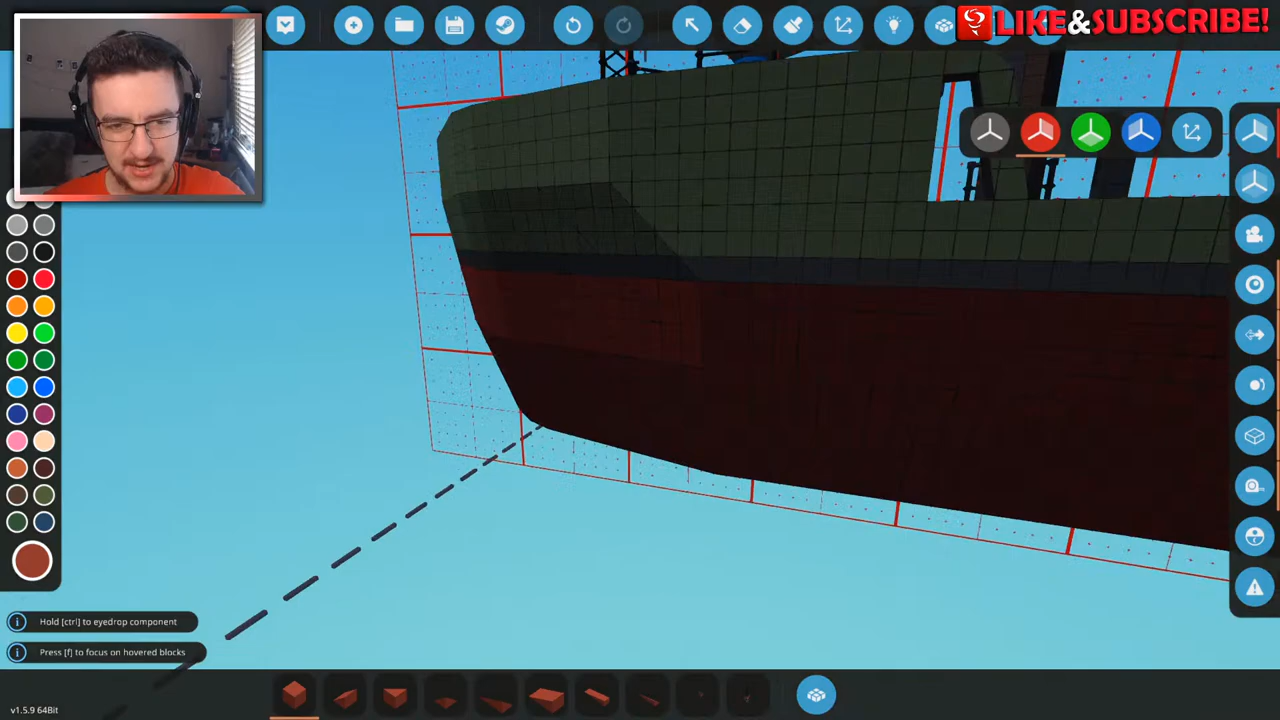 LIKE&SUBSCRIBE!
Hold [ctrl] to eyedrop component
Press [f] to focus on hovered blocks
v1.5.9 64Bit